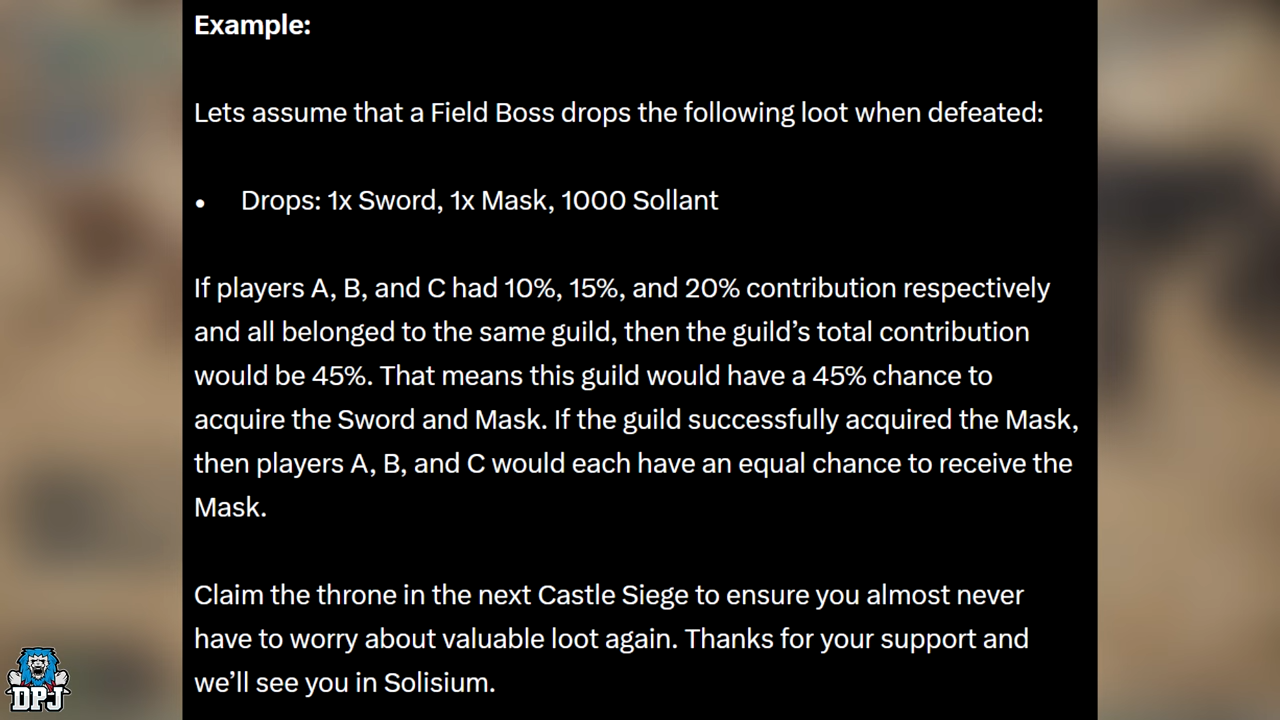 Example:
Lets assume that a Field Boss drops the following loot when defeated:
• Drops: 1x Sword, 1x Mask, 1000 Sollant
If players A, B, and C had 10%, 15%, and 20% contribution respectively
and all belonged to the same guild, then the guild’s total contribution
would be 45%. That means this guild would have a 45% chance to
acquire the Sword and Mask. If the guild successfully acquired the Mask,
then players A, B, and C would each have an equal chance to receive the
Mask.
Claim the throne in the next Castle Siege to ensure you almost never
have to worry about valuable loot again. Thanks for your support and
we’ll see you in Solisium.
DPJ